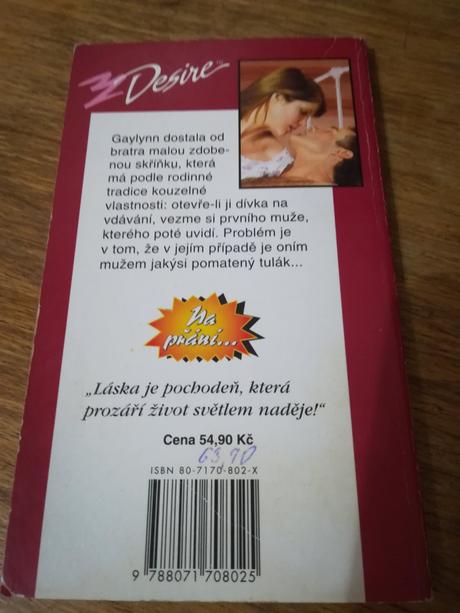 Desire™
Gaylynn dostala od
bratra malou zdobe-
nou skříňku, která
má podle rodinné
tradice kouzelné
vlastnosti: otevře-li ji dívka na
vdávání, vezme si prvního muže,
kterého poté uvidí. Problém je
v tom, že v jejím případě je oním
mužem jakýsi pomatený tulák...
Na
přání...
„Láska je pochodeň, která
prozáří život světlem naděje!“
Cena 54,90 Kč
63,90
ISBN 80-7170-802-X
9 788071 708025